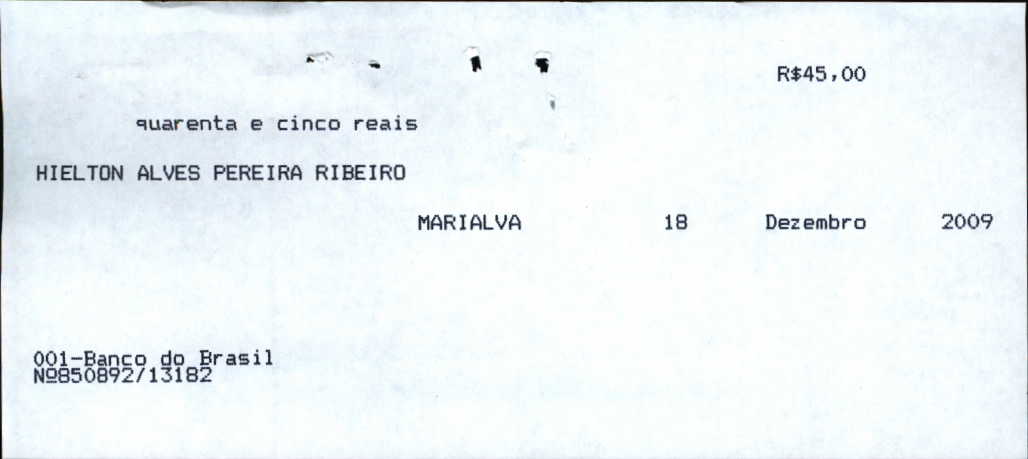 R$45,00
quarenta e cinco reais
HIELTON ALVES PEREIRA RIBEIRO
MARIALVA 18 Dezembro 2009
001-Banco do Brasil
Nº850892/13182